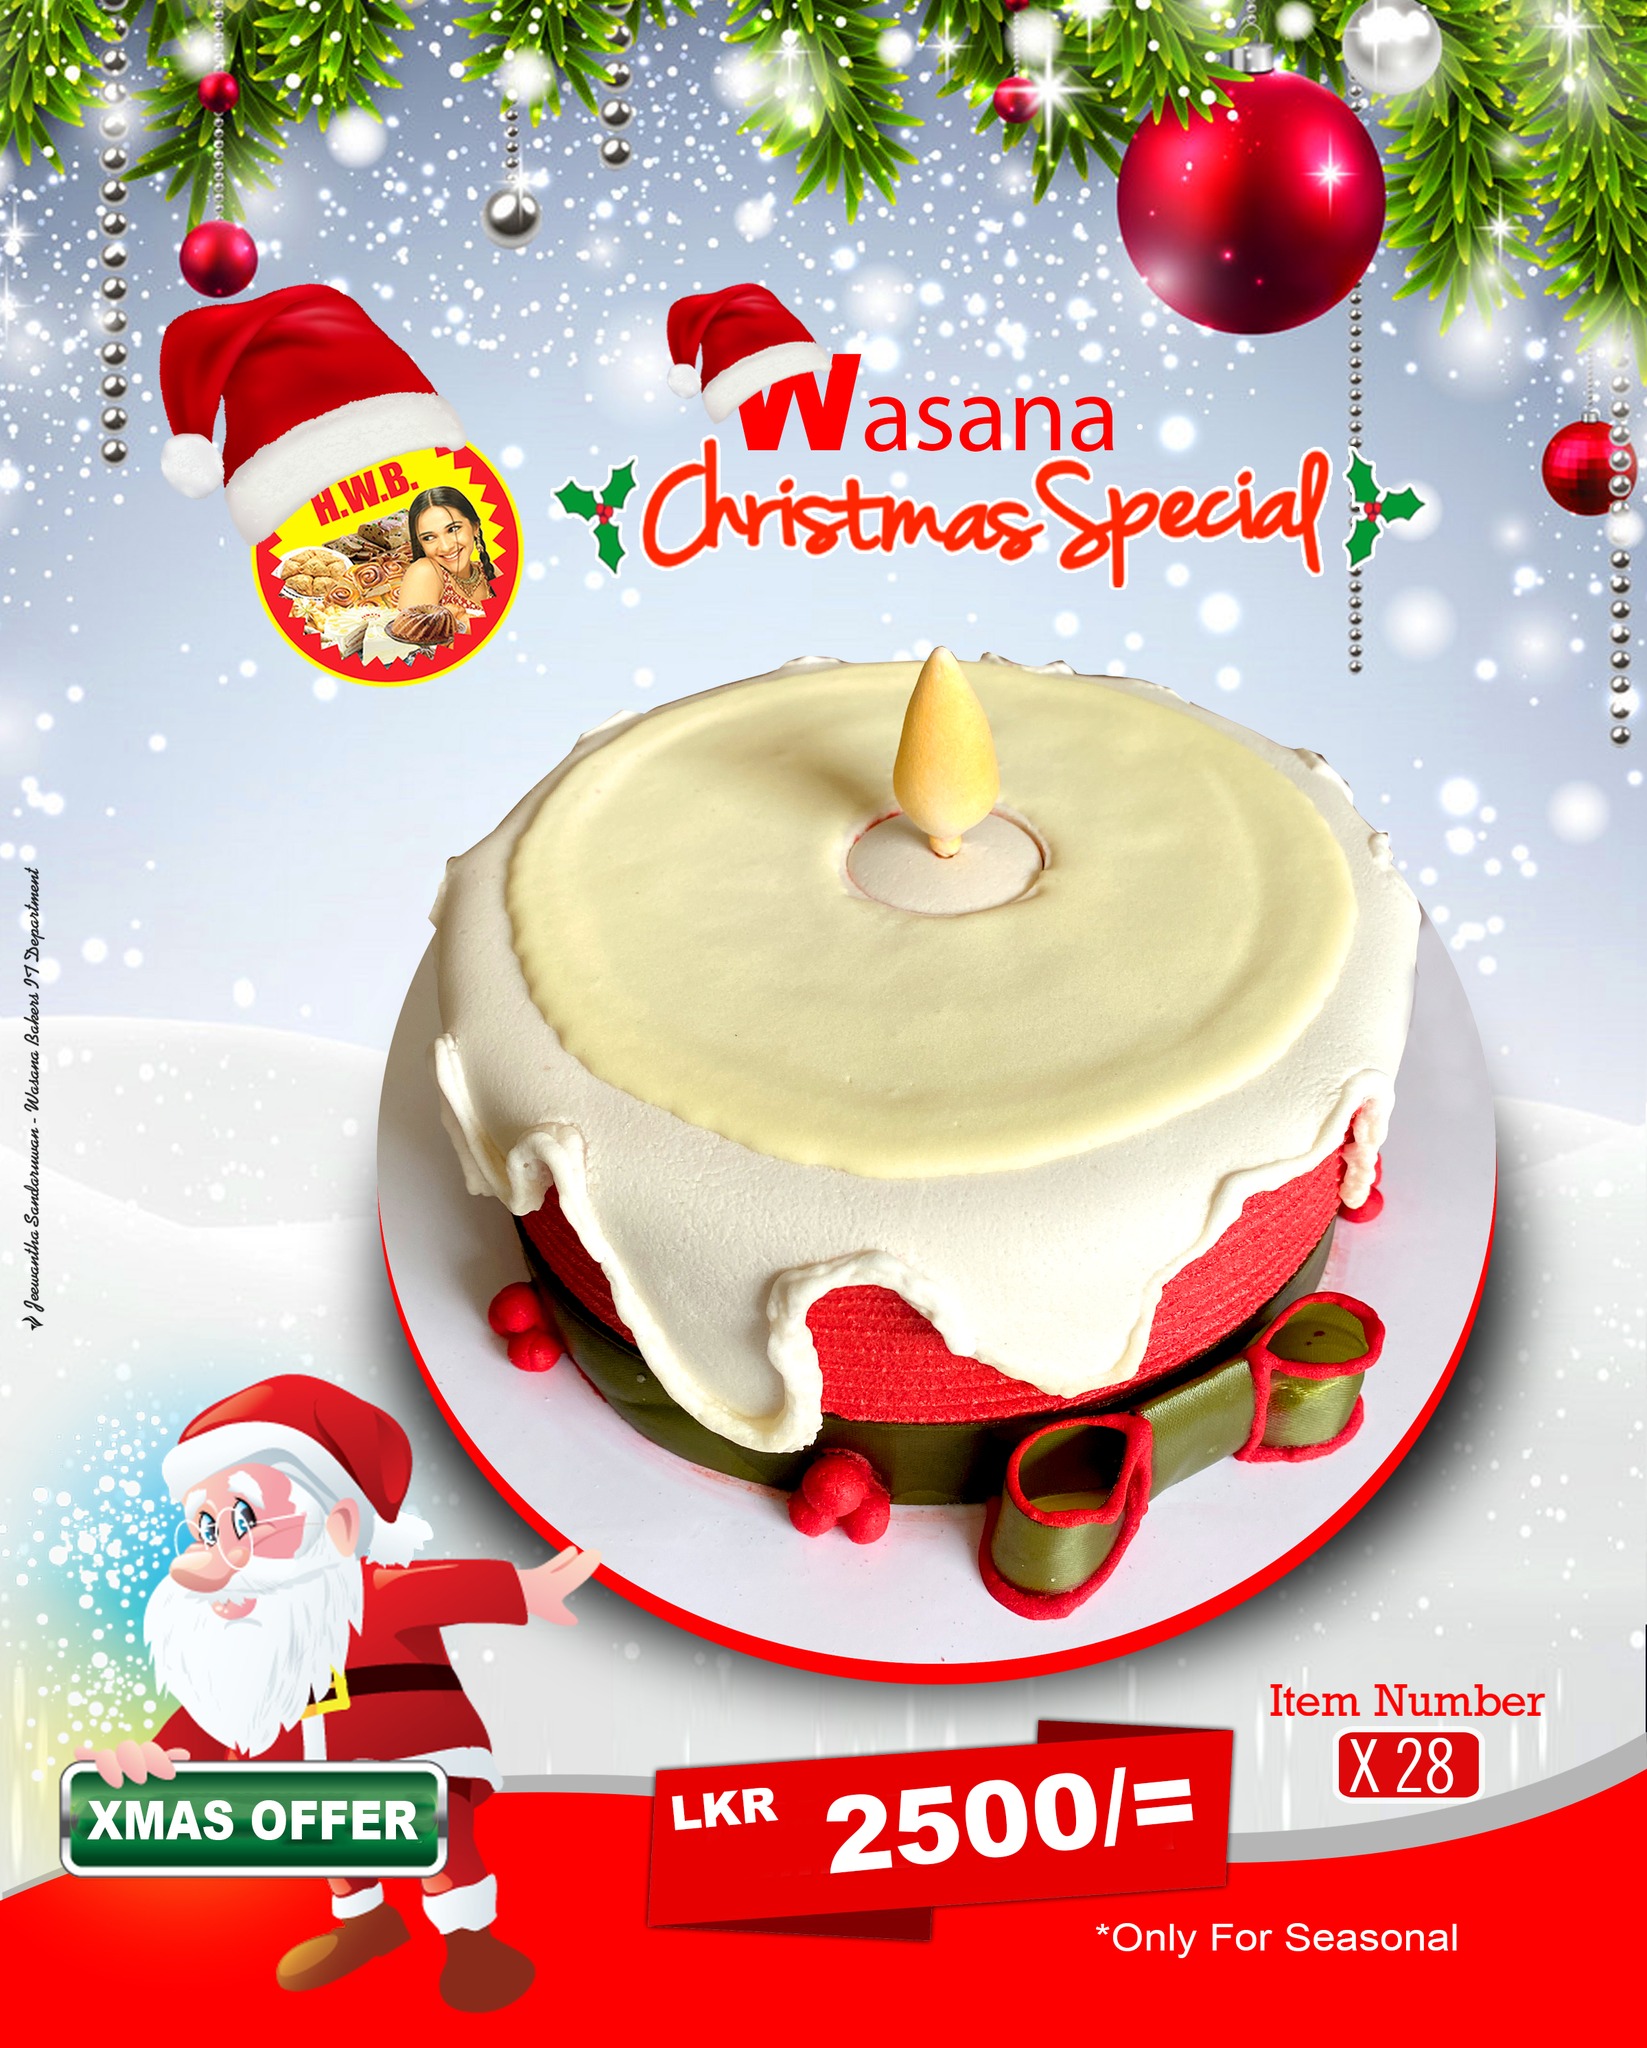 H.W.B.
Wasana
Christmas Special
Jeewantha Sandaruwan - Wasana Bakers IT Department
Item Number
X 28
XMAS OFFER
LKR 2500/=
*Only For Seasonal